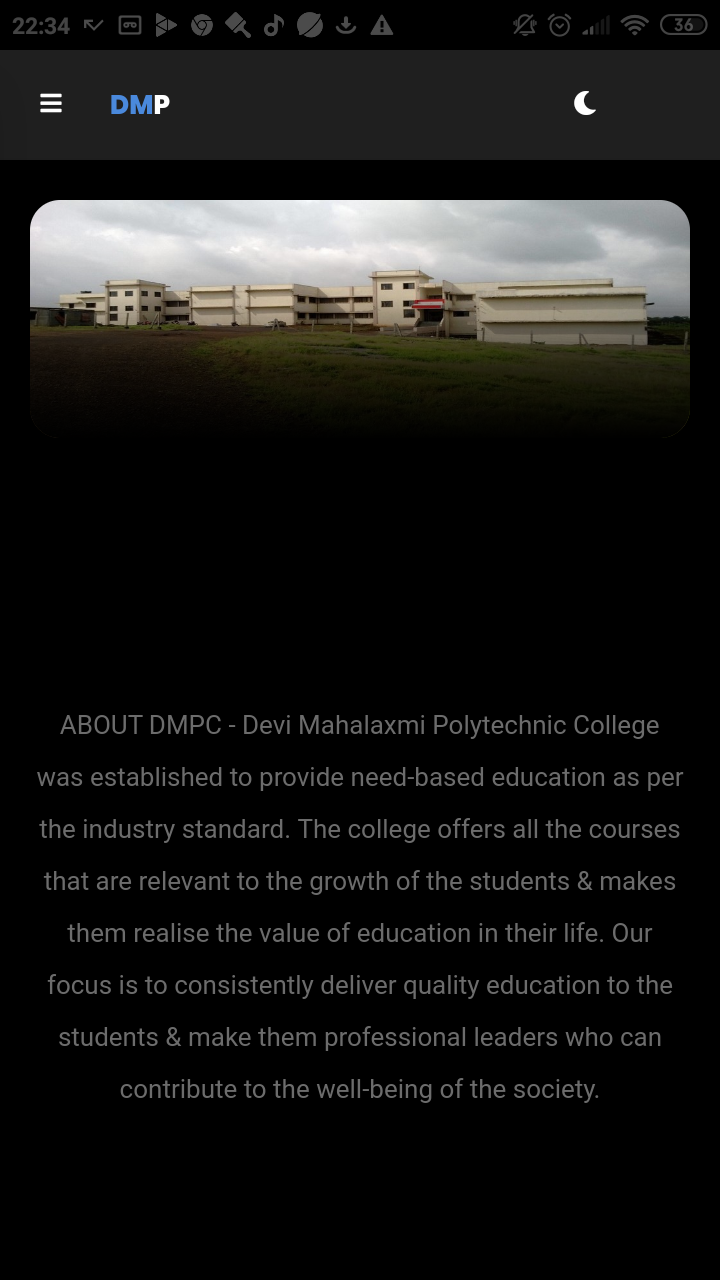 22:34
36
DMP
ABOUT DMPC - Devi Mahalaxmi Polytechnic College
was established to provide need-based education as per
the industry standard. The college offers all the courses
that are relevant to the growth of the students & makes
them realise the value of education in their life. Our
focus is to consistently deliver quality education to the
students & make them professional leaders who can
contribute to the well-being of the society.